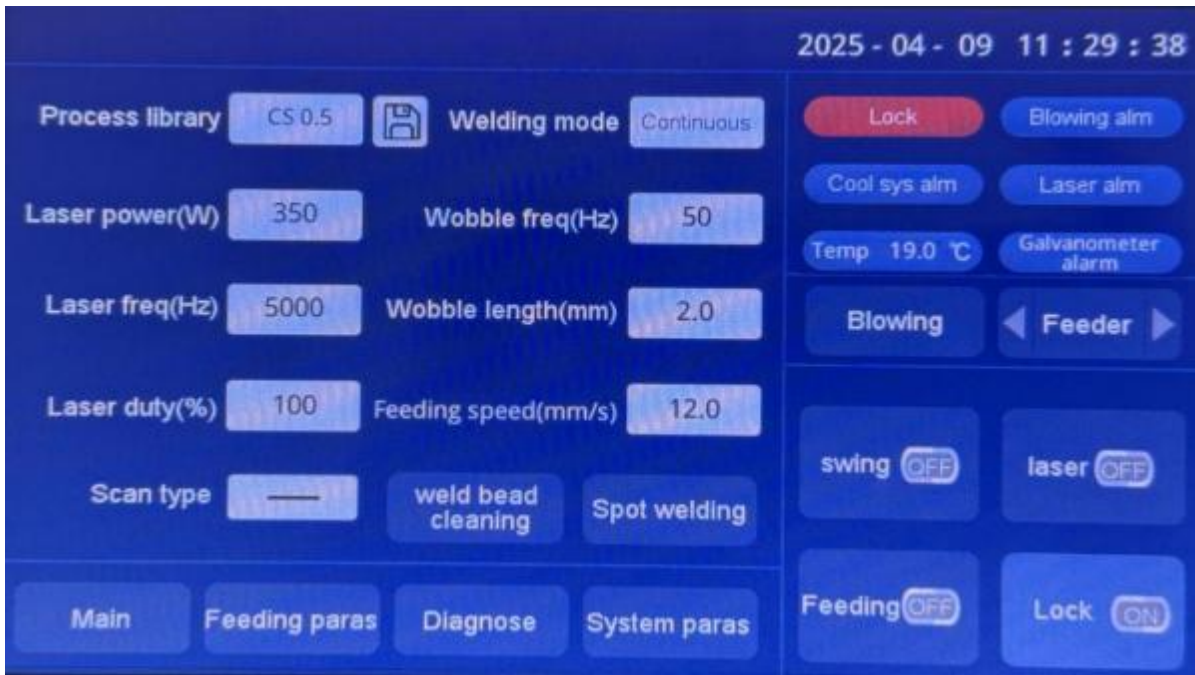 2025 - 04 - 09 11 : 29 : 38
Process library CS 0.5 Welding mode Continuous
Laser power(W) 350 Wobble freq(Hz) 50
Laser freq(Hz) 5000 Wobble length(mm) 2.0
Laser duty(%) 100 Feeding speed(mm/s) 12.0
Scan type
weld bead
cleaning
Spot welding
Lock Blowing alm
Cool sys alm Laser alm
Temp 19.0 ℃
Galvanometer
alarm
Blowing Feeder
swing OFF laser OFF
Feeding OFF Lock ON
Main Feeding paras Diagnose System paras